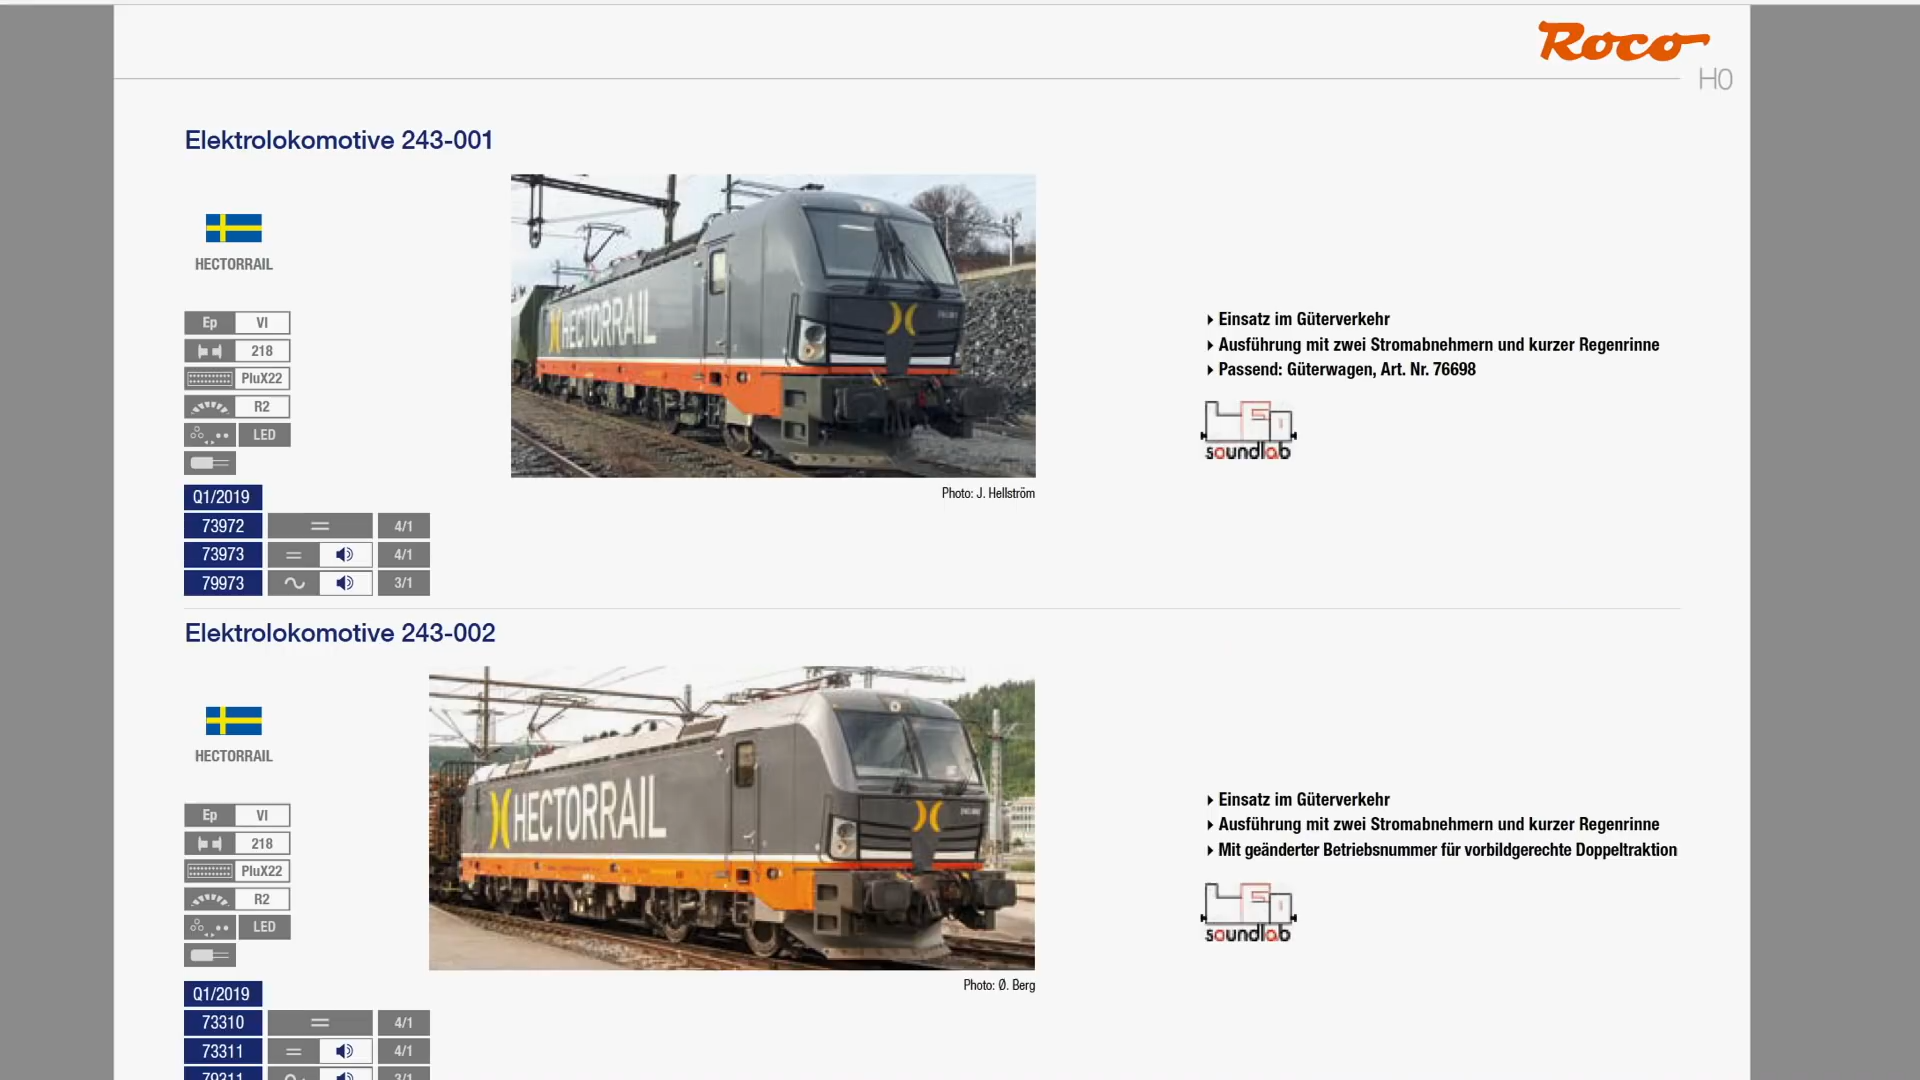 Roco
H0
Elektrolokomotive 243-001
HECTORRAIL
Ep VI
218
PluX22
R2
LED
HECTORRAIL
Photo: J. Hellström
Einsatz im Güterverkehr
Ausführung mit zwei Stromabnehmern und kurzer Regenrinne
Passend: Güterwagen, Art. Nr. 76698
soundlab
Q1/2019
73972 4/1
73973 4/1
79973 3/1
Elektrolokomotive 243-002
HECTORRAIL
Ep VI
218
PluX22
R2
LED
HECTORRAIL
Photo: Ø. Berg
Einsatz im Güterverkehr
Ausführung mit zwei Stromabnehmern und kurzer Regenrinne
Mit geänderter Betriebsnummer für vorbildgerechte Doppeltraktion
soundlab
Q1/2019
73310 4/1
73311 4/1
79311 3/1